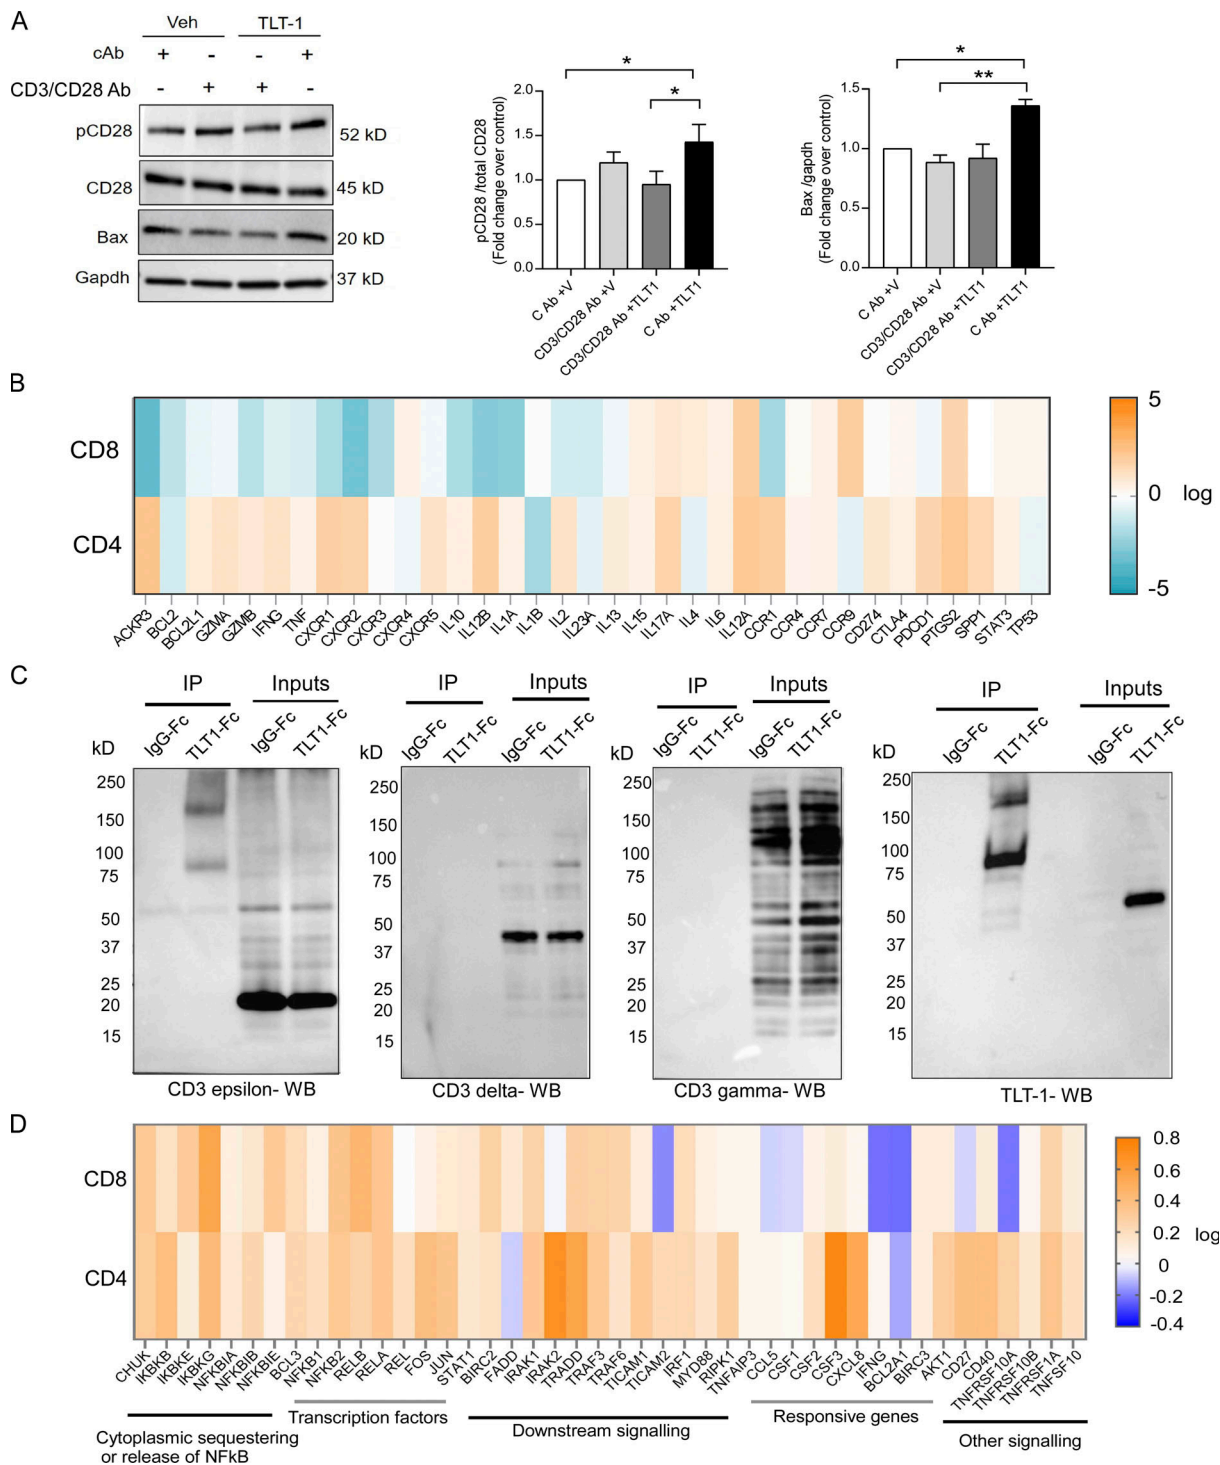 A
Veh TLT-1
cAb + - - +
CD3/CD28 Ab - + + -
pCD28 52 kD
CD28 45 kD
Bax 20 kD
Gapdh 37 kD
pCD28 /total CD28
(Fold change over control)
2.0
1.5
1.0
0.5
0.0
*
*
C Ab +V
CD3/CD28 Ab +V
CD3/CD28 Ab +TLT1
C Ab +TLT1
Bax /gapdh
(Fold change over control)
1.5
1.0
0.5
0.0
*
**
C Ab +V
CD3/CD28 Ab +V
CD3/CD28 Ab +TLT1
C Ab +TLT1
B
CD8
CD4
5
0 log
-5
ACKR3 BCL2 BCL2L1 GZMA GZMB IFNG TNF CXCR1 CXCR2 CXCR3 CXCR4 CXCR5 IL10 IL12B IL1A IL1B IL2 IL23A IL13 IL15 IL17A IL4 IL6 IL12A CCR1 CCR4 CCR7 CCR9 CD274 CTLA4 PDCD1 PTGS2 SPP1 STAT3 TP53
C
IP Inputs
kD IgG-Fc TLT1-Fc IgG-Fc TLT1-Fc
250
150
100
75
50
37
25
20
15
CD3 epsilon- WB
IP Inputs
kD IgG-Fc TLT1-Fc IgG-Fc TLT1-Fc
250
150
100
75
50
37
25
20
15
CD3 delta- WB
IP Inputs
kD IgG-Fc TLT1-Fc IgG-Fc TLT1-Fc
250
150
100
75
50
37
25
20
15
CD3 gamma- WB
IP Inputs
kD IgG-Fc TLT1-Fc IgG-Fc TLT1-Fc
250
150
100
75
50
37
25
20
15
TLT-1- WB
D
CD8
CD4
0.8
0.4
0.2
0
-0.2
-0.4
log
CHUK IKBKB IKBKE IKBKG NFKBIA NFKBIB NFKBIE BCL3 NFKB1 NFKB2 RELB RELA REL FOS JUN STAT1 BIRC2 FADD IRAK1 IRAK2 TRADD TRAF3 TRAF6 TICAM1 TICAM2 IRF1 MYD88 RIPK1 TNFAIP3 CCL5 CSF1 CSF2 CSF3 CXCL8 IFNG BCL2A1 BIRC3 AKT1 CD27 CD40 TNFRSF10A TNFRSF10B TNFRSF1A TNFSF10
Cytoplasmic sequestering
or release of NFkB
Transcription factors
Downstream signalling
Responsive genes
Other signalling